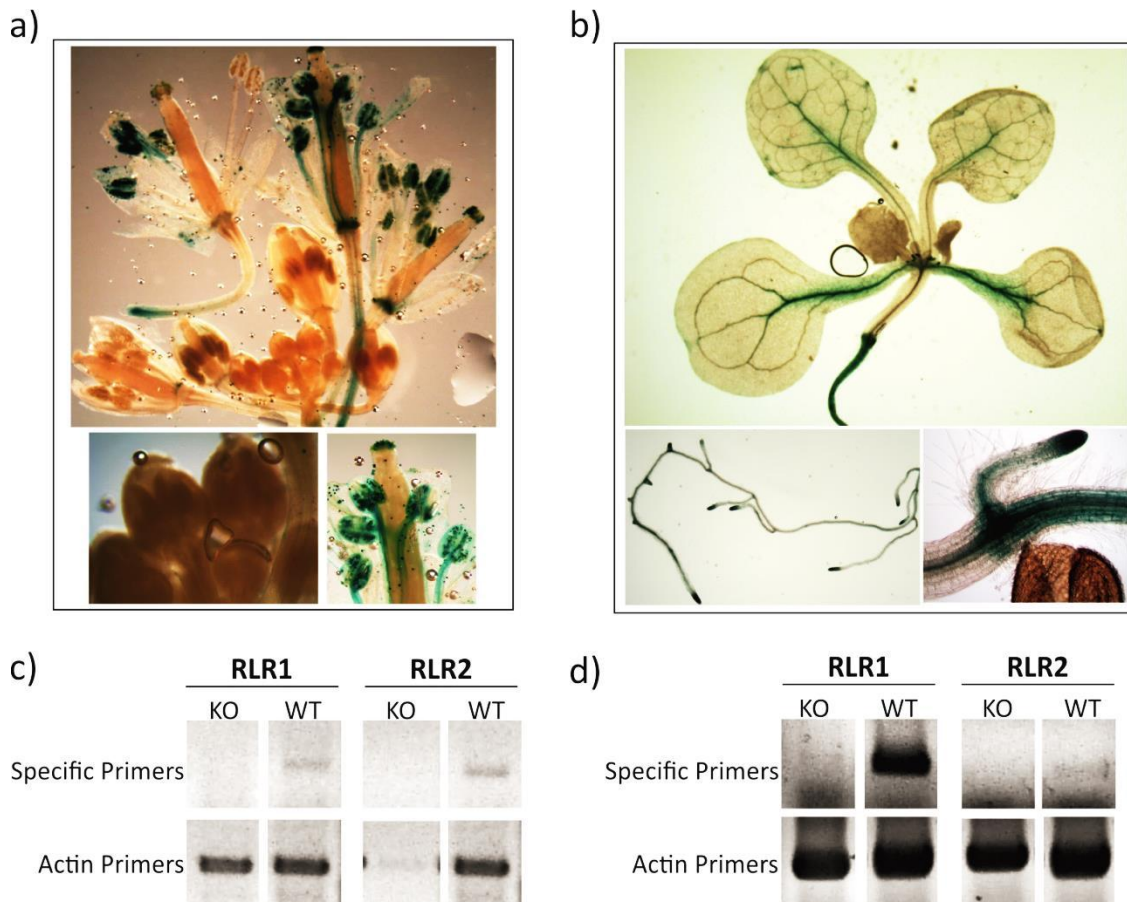 a)
b)
c)
RLR1 RLR2
KO WT KO WT
Specific Primers
Actin Primers
d)
RLR1 RLR2
KO WT KO WT
Specific Primers
Actin Primers